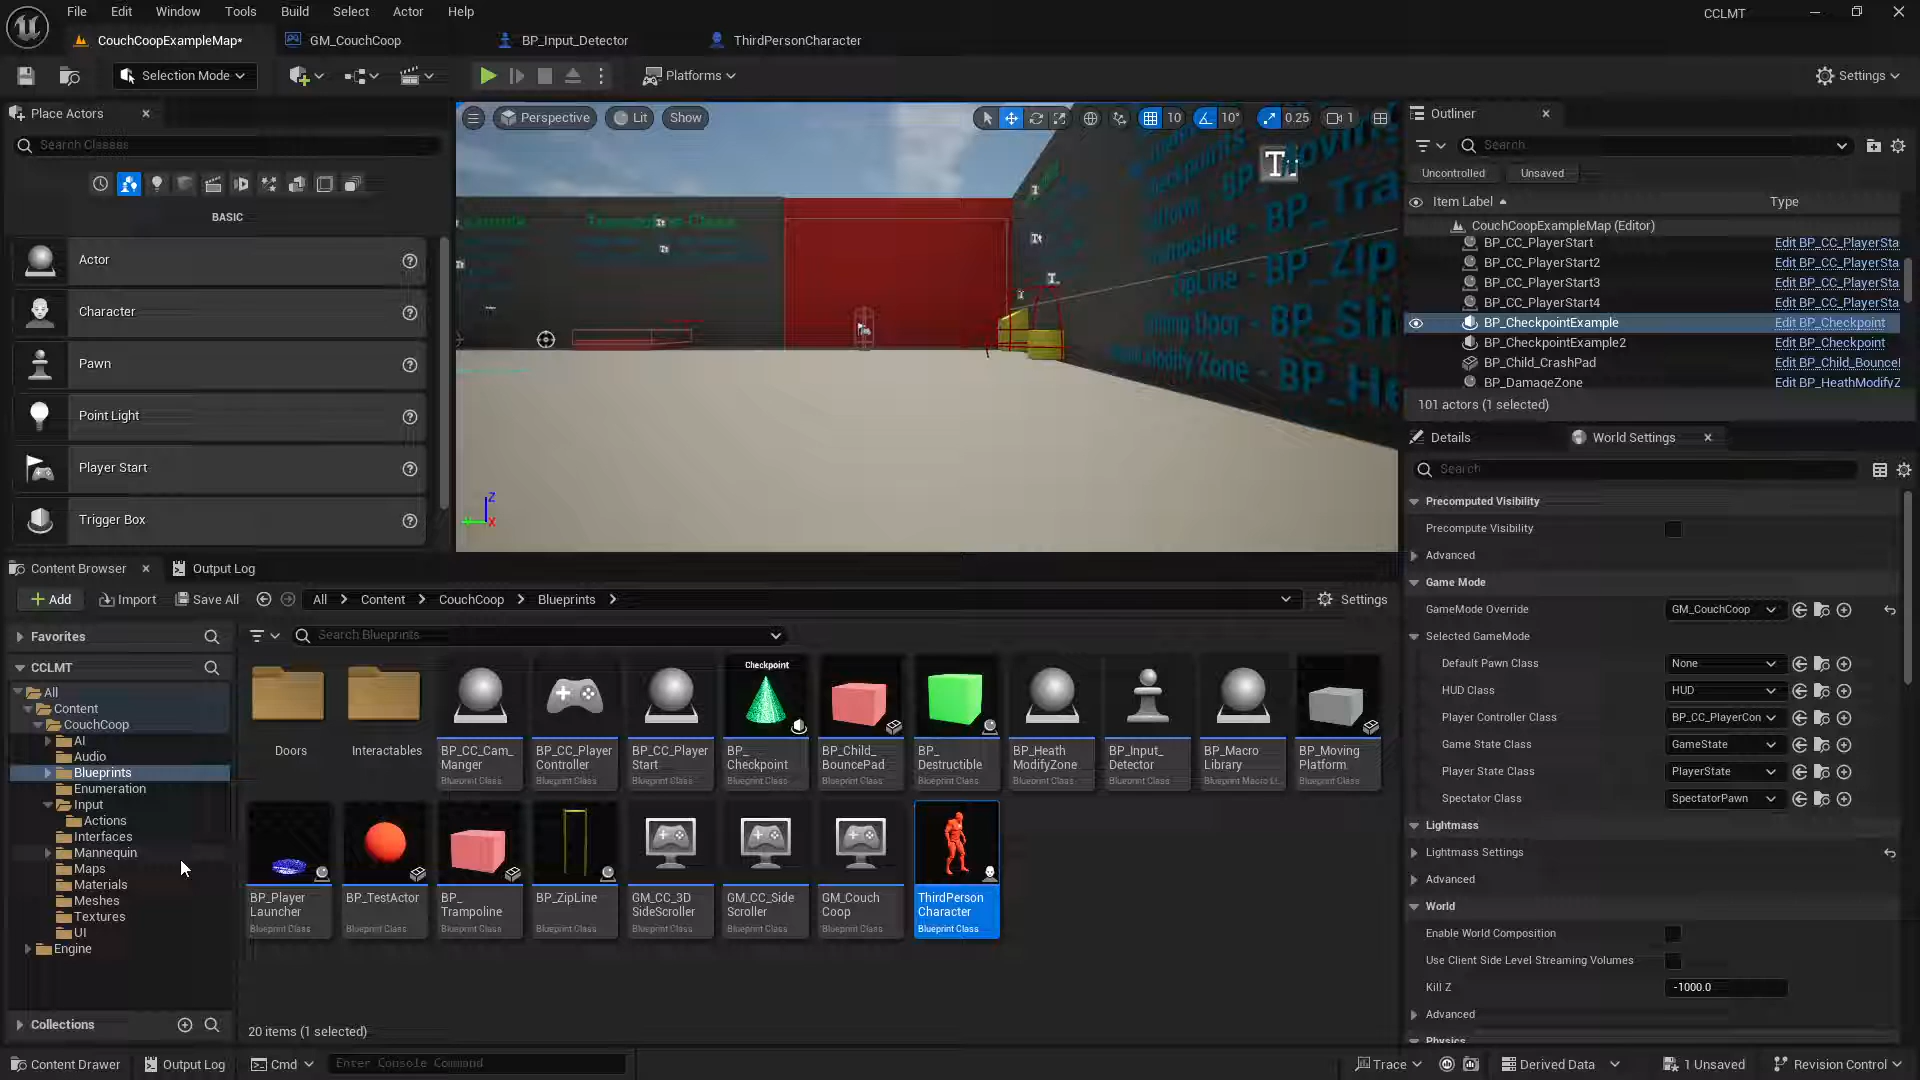 File Edit Window Tools Build Select Actor Help
CCLMT
CouchCoopExampleMap*
GM_CouchCoop
BP_Input_Detector
ThirdPersonCharacter
Selection Mode
Platforms
Settings
Place Actors
Search Classes
BASIC
Actor
Character
Pawn
Point Light
Player Start
Trigger Box
Perspective
Lit
Show
10
10°
0.25
1
BP_Tra
ZipLine - BP_Zip
BP_Sli
Modify Zone - BP_He
Z
X
Outliner
Search
Uncontrolled
Unsaved
Item Label
Type
CouchCoopExampleMap (Editor)
BP_CC_PlayerStart Edit BP_CC_PlayerSta
BP_CC_PlayerStart2 Edit BP_CC_PlayerSta
BP_CC_PlayerStart3 Edit BP_CC_PlayerSta
BP_CC_PlayerStart4 Edit BP_CC_PlayerSta
BP_CheckpointExample Edit BP_Checkpoint
BP_CheckpointExample2 Edit BP_Checkpoint
BP_Child_CrashPad Edit BP_Child_Bouncel
BP_DamageZone Edit BP_HeathModifyZ
101 actors (1 selected)
Details
World Settings
Search
Precomputed Visibility
Precompute Visibility
Advanced
Game Mode
GameMode Override GM_CouchCoop
Selected GameMode
Default Pawn Class None
HUD Class HUD
Player Controller Class BP_CC_PlayerCon
Game State Class GameState
Player State Class PlayerState
Spectator Class SpectatorPawn
Lightmass
Lightmass Settings
Advanced
World
Enable World Composition
Use Client Side Level Streaming Volumes
Kill Z -1000.0
Advanced
Physics
Content Browser
Output Log
Add
Import
Save All
All
Content
CouchCoop
Blueprints
Settings
Favorites
CCLMT
All
Content
CouchCoop
AI
Audio
Blueprints
Enumeration
Input
Actions
Interfaces
Mannequin
Maps
Materials
Meshes
Textures
UI
Engine
Collections
Search Blueprints
Checkpoint
Doors
Interactables
BP_CC_Cam_
Manger
Blueprint Class
BP_CC_Player
Controller
Blueprint Class
BP_CC_Player
Start
Blueprint Class
BP_
Checkpoint
Blueprint Class
BP_Child_
BouncePad
Blueprint Class
BP_
Destructible
Blueprint Class
BP_Heath
ModifyZone
Blueprint Class
BP_Input_
Detector
Blueprint Class
BP_Macro
Library
Blueprint Macro Li..
BP_Moving
Platform
Blueprint Class
BP_Player
Launcher
Blueprint Class
BP_TestActor
Blueprint Class
BP_
Trampoline
Blueprint Class
BP_ZipLine
Blueprint Class
GM_CC_3D
SideScroller
Blueprint Class
GM_CC_Side
Scroller
Blueprint Class
GM_Couch
Coop
Blueprint Class
ThirdPerson
Character
Blueprint Class
20 items (1 selected)
Content Drawer
Output Log
Cmd
Enter Console Command
Trace
Derived Data
1 Unsaved
Revision Control